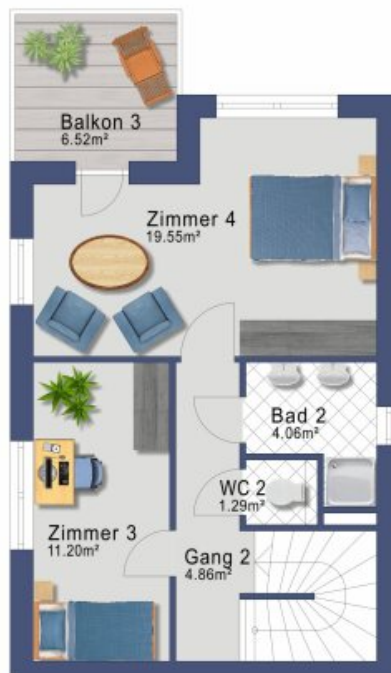 Balkon 3
6.52m²
Zimmer 4
19.55m²
Bad 2
4.06m²
WC 2
1.29m²
Zimmer 3
11.20m²
Gang 2
4.86m²